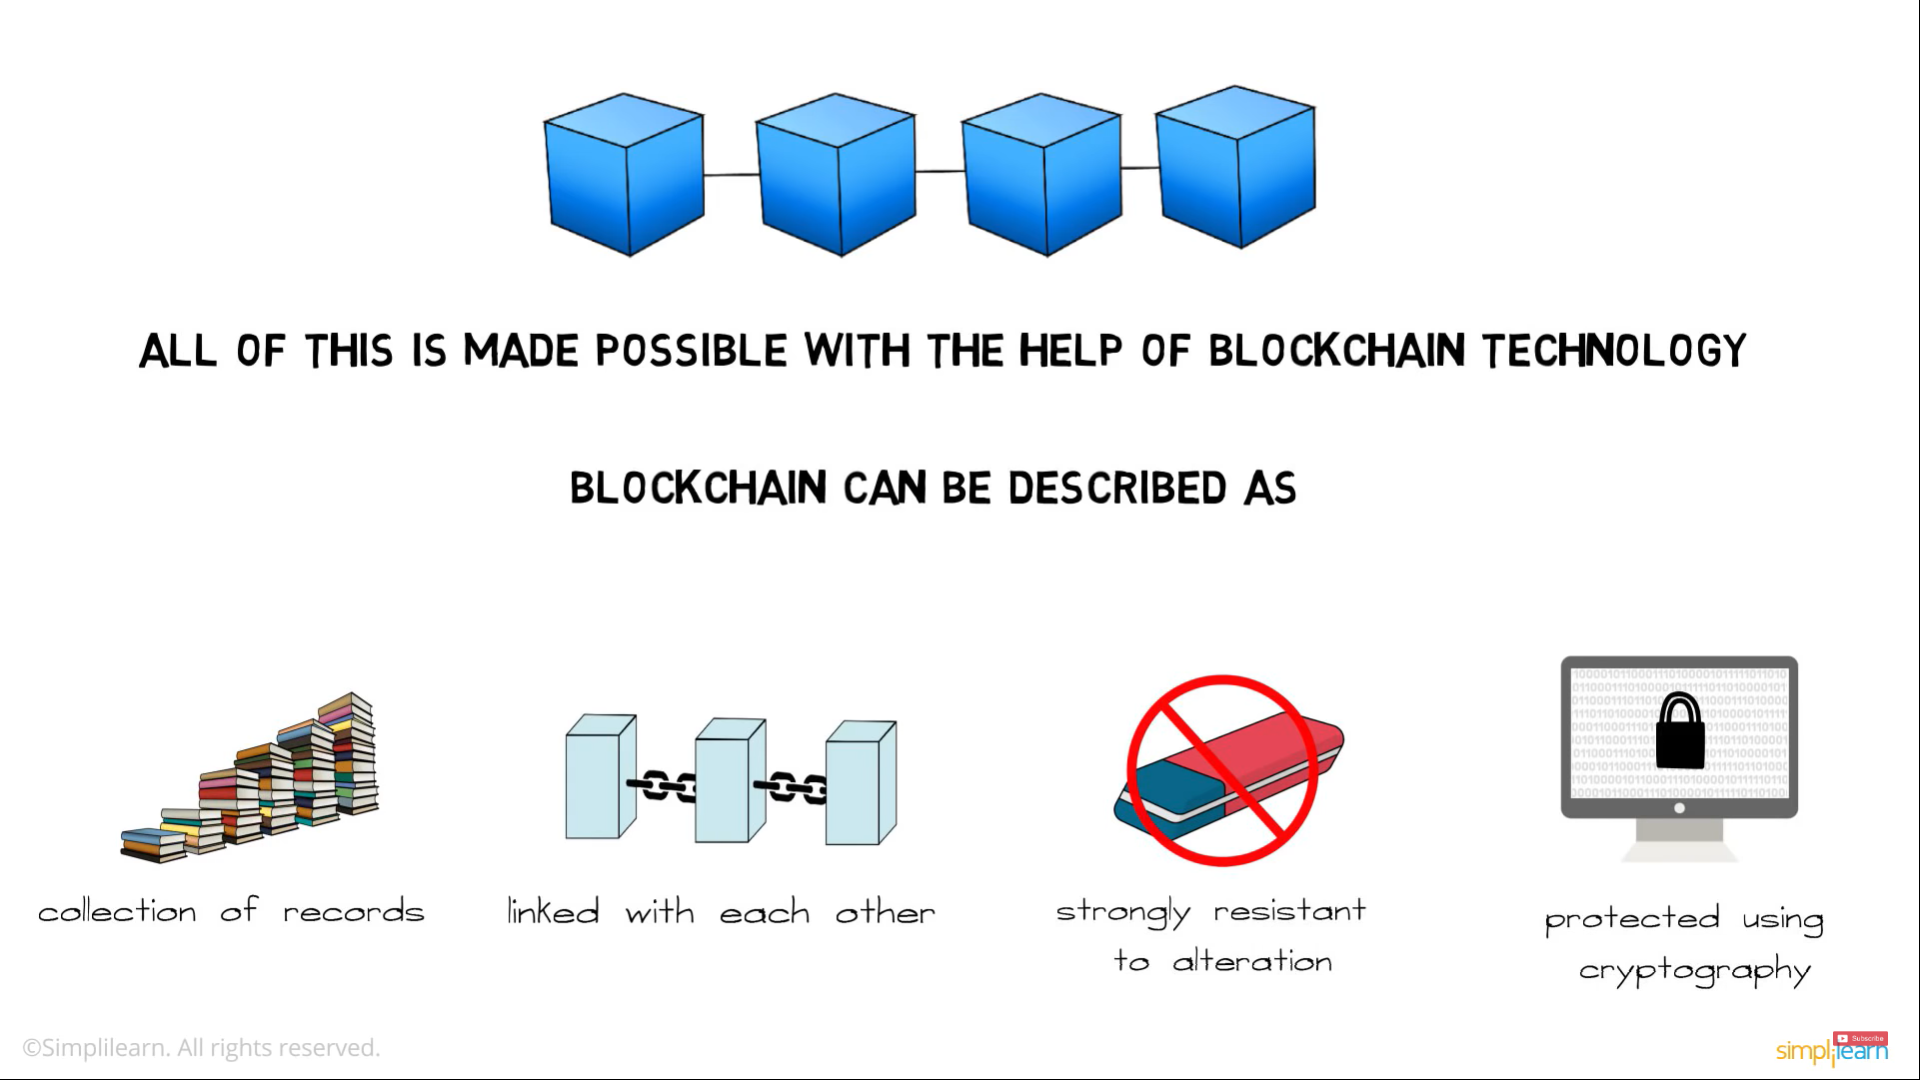 ALL OF THIS IS MADE POSSIBLE WITH THE HELP OF BLOCKCHAIN TECHNOLOGY
BLOCKCHAIN CAN BE DESCRIBED AS
collection of records
linked with each other
strongly resistant
to alteration
protected using
cryptography
©Simplilearn. All rights reserved.
Subscribe
simplilearn